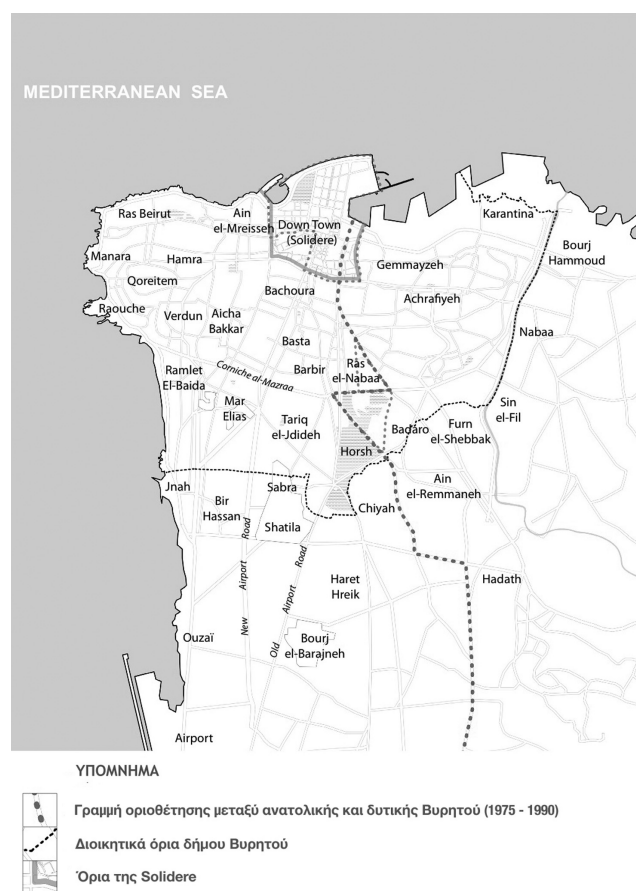 MEDITERRANEAN SEA
Karantina
Ras Beirut
Ain
el-Mreisseh
Down Town
(Solidere)
Bourj
Hammoud
Manara
Hamra
Gemmayzeh
Qoreitem
Bachoura
Achrafiyeh
Raouche
Verdun
Aicha
Bakkar
Nabaa
Basta
Ramlet
El-Baida
Corniche al-Mazraa
Barbir
Ras
el-Nabaa
Mar
Elias
Sin
el-Fil
Tariq
el-Jdideh
Badaro
Furn
el-Shebbak
Horsh
Jnah
Sabra
Ain
el-Remmaneh
Bir
Hassan
Chiyah
Shatila
New Airport Road
Old Airport Road
Haret
Hreik
Hadath
Ouzaï
Bourj
el-Barajneh
Airport
ΥΠΟΜΝΗΜΑ
Γραμμή οριοθέτησης μεταξύ ανατολικής και δυτικής Βυρητού (1975 - 1990)
Διοικητικά όρια δήμου Βυρητού
Όρια της Solidere